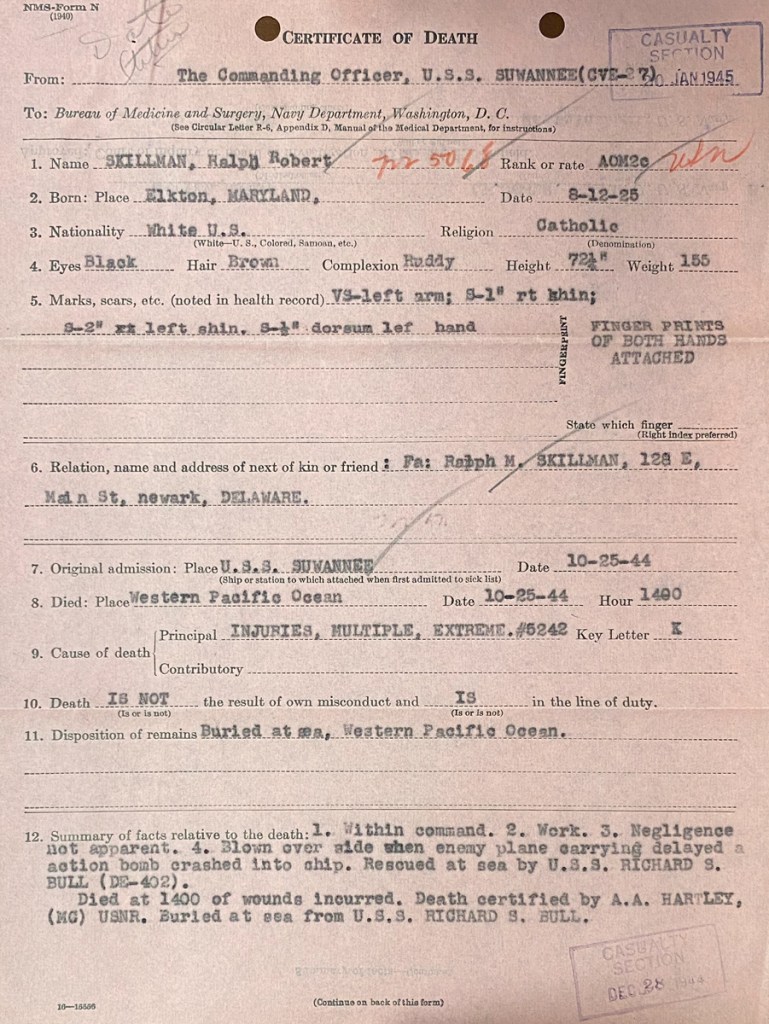 NMS-Form N
(1940)
CERTIFICATE OF DEATH
CASUALTY
SECTION
JAN 1945
From: The Commanding Officer, U.S.S. SUWANNEE(CVE-27)
To: Bureau of Medicine and Surgery, Navy Department, Washington, D. C.
(See Circular Letter R-6, Appendix D, Manual of the Medical Department, for instructions)
1. Name SKILLMAN, Ralph Robert Rank or rate AOM2c USN
2. Born: Place Elkton, MARYLAND, Date 8-12-25
3. Nationality White U.S. Religion Catholic
(White—U. S., Colored, Samoan, etc.) (Denomination)
4. Eyes Black Hair Brown Complexion Ruddy Height 72½" Weight 155
5. Marks, scars, etc. (noted in health record) VS-left arm; S-1" rt shin;
S-2" left shin. S-½" dorsum lef hand
FINGERPRINT
FINGER PRINTS
OF BOTH HANDS
ATTACHED
State which finger
(Right index preferred)
6. Relation, name and address of next of kin or friend : Fa: Ralph M. SKILLMAN, 128 E,
Main St, newark, DELAWARE.
7. Original admission: Place U.S.S. SUWANNEE Date 10-25-44
(Ship or station to which attached when first admitted to sick list)
8. Died: Place Western Pacific Ocean Date 10-25-44 Hour 1400
9. Cause of death
Principal INJURIES, MULTIPLE, EXTREME.#5242 Key Letter K
Contributory
10. Death IS NOT the result of own misconduct and IS in the line of duty.
(Is or is not) (Is or is not)
11. Disposition of remains Buried at sea, Western Pacific Ocean.
12. Summary of facts relative to the death: 1. Within command. 2. Work. 3. Negligence
not apparent. 4. Blown over side when enemy plane carrying delayed a
action bomb crashed into ship. Rescued at sea by U.S.S. RICHARD S.
BULL (DE-402).
Died at 1400 of wounds incurred. Death certified by A.A. HARTLEY,
(MC) USNR. Buried at sea from U.S.S. RICHARD S. BULL.
CASUALTY
SECTION
DEC 28 1944
16—15586
(Continue on back of this form)